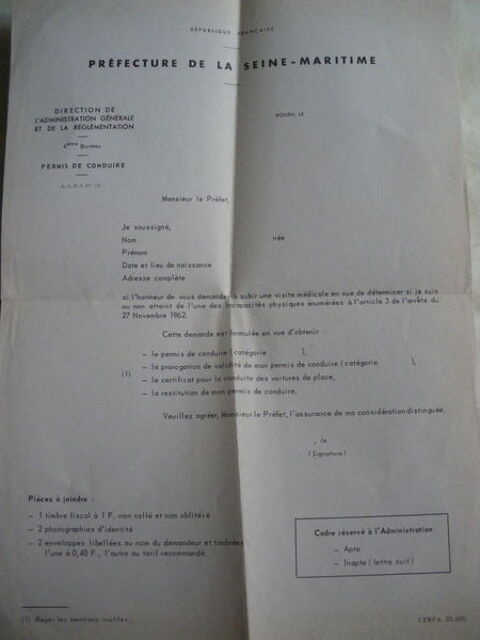 RÉPUBLIQUE FRANÇAISE
PRÉFECTURE DE LA SEINE-MARITIME
DIRECTION DE
L'ADMINISTRATION GÉNÉRALE
ET DE LA RÉGLEMENTATION
4ème Bureau
PERMIS DE CONDUIRE
ROUEN, LE
Monsieur le Préfet,
Je soussigné,
Nom née
Prénom
Date et lieu de naissance
Adresse complète
ai l'honneur de vous demander à subir une visite médicale en vue de déterminer si je suis
ou non atteint de l'une des incapacités physiques énumérées à l'article 3 de l'arrêté du
27 Novembre 1962.
Cette demande est formulée en vue d'obtenir :
— le permis de conduire (catégorie ),
— la prorogation de validité de mon permis de conduire (catégorie ),
(1)
— le certificat pour la conduite des voitures de place,
— la restitution de mon permis de conduire,
Veuillez agréer, Monsieur le Préfet, l'assurance de ma considération distinguée,
, le
(Signature)
Pièces à joindre :
— 1 timbre fiscal à 1 F. non collé et non oblitéré
— 2 photographies d'identité
— 2 enveloppes libellées au nom du demandeur et timbrées
l'une à 0,40 F., l'autre au tarif recommandé.
Cadre réservé à l'Administration
— Apte
— Inapte (lettre suit)
(1) Rayer les mentions inutiles.
CERFA